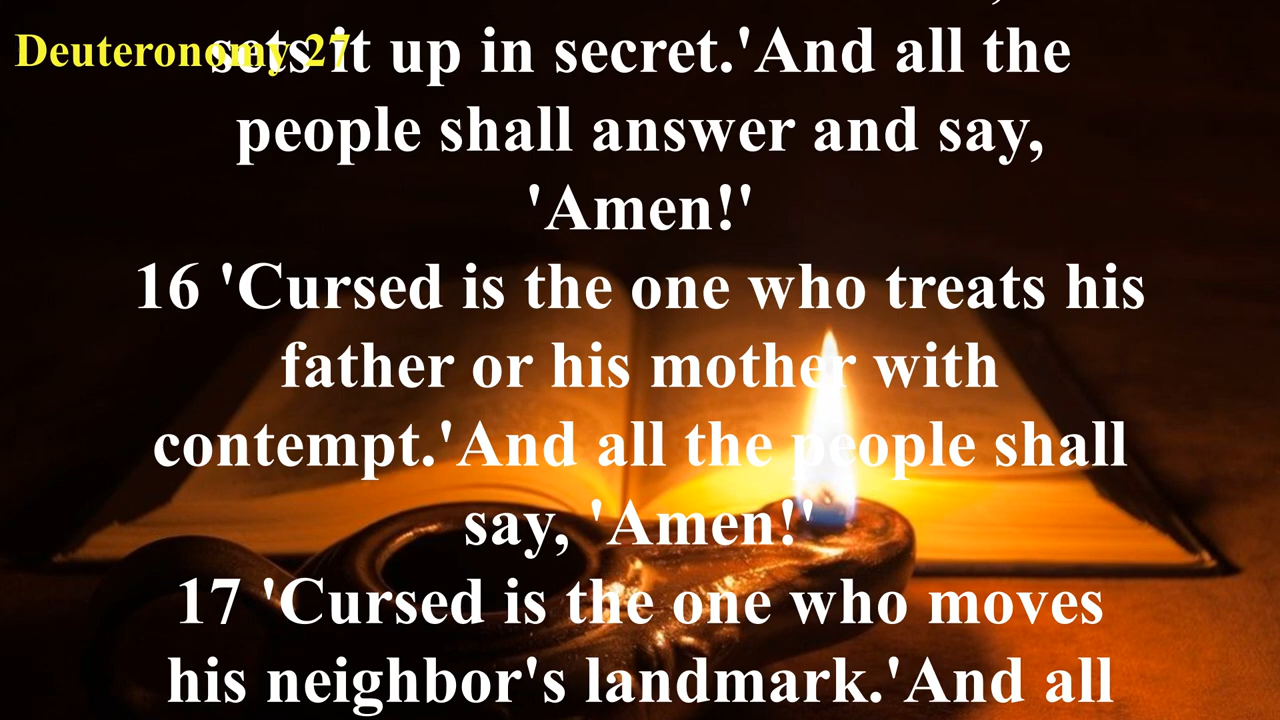 Deuteronomy 27
sets it up in secret.'And all the
people shall answer and say,
'Amen!'
16 'Cursed is the one who treats his
father or his mother with
contempt.'And all the people shall
say, 'Amen!'
17 'Cursed is the one who moves
his neighbor's landmark.'And all